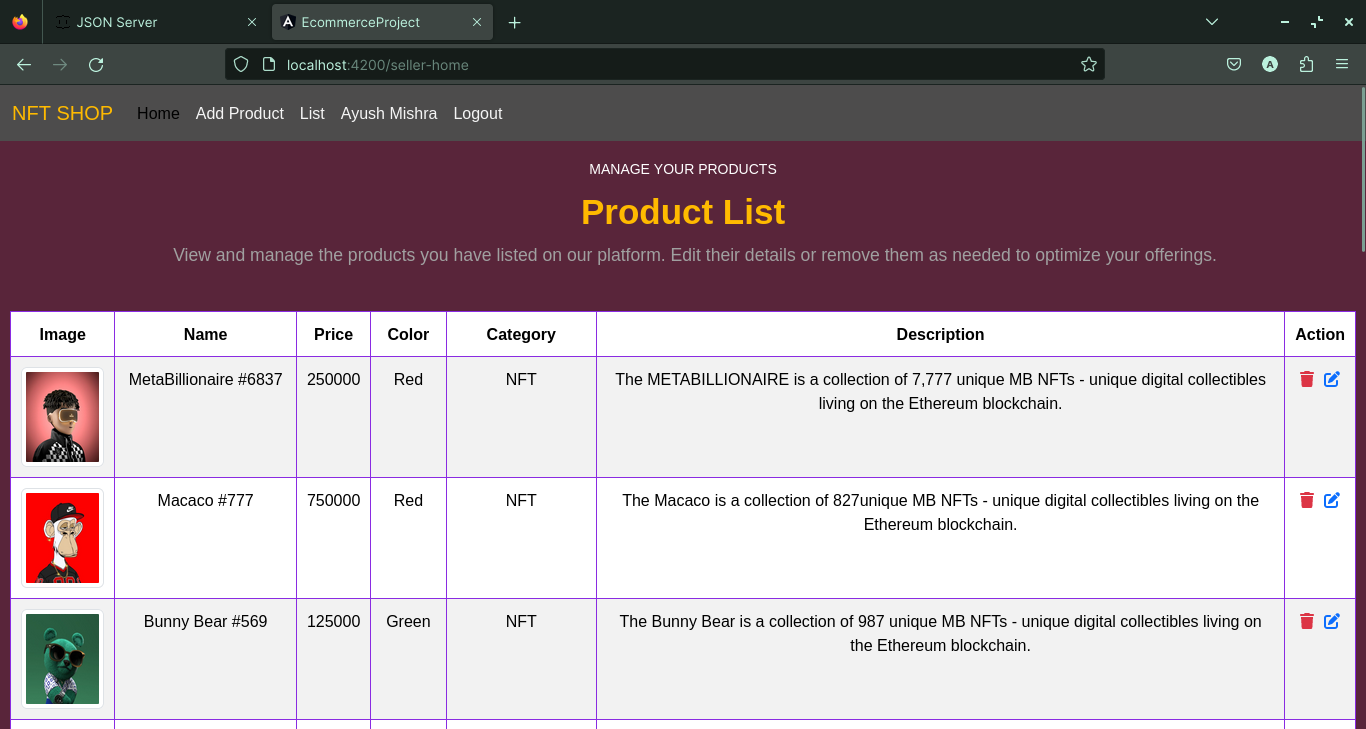 JSON Server
EcommerceProject
localhost:4200/seller-home
A
NFT SHOP Home Add Product List Ayush Mishra Logout
MANAGE YOUR PRODUCTS
Product List
View and manage the products you have listed on our platform. Edit their details or remove them as needed to optimize your offerings.
Image Name Price Color Category Description Action
MetaBillionaire #6837 250000 Red NFT The METABILLIONAIRE is a collection of 7,777 unique MB NFTs - unique digital collectibles
living on the Ethereum blockchain.
Macaco #777 750000 Red NFT The Macaco is a collection of 827unique MB NFTs - unique digital collectibles living on the
Ethereum blockchain.
Bunny Bear #569 125000 Green NFT The Bunny Bear is a collection of 987 unique MB NFTs - unique digital collectibles living on
the Ethereum blockchain.